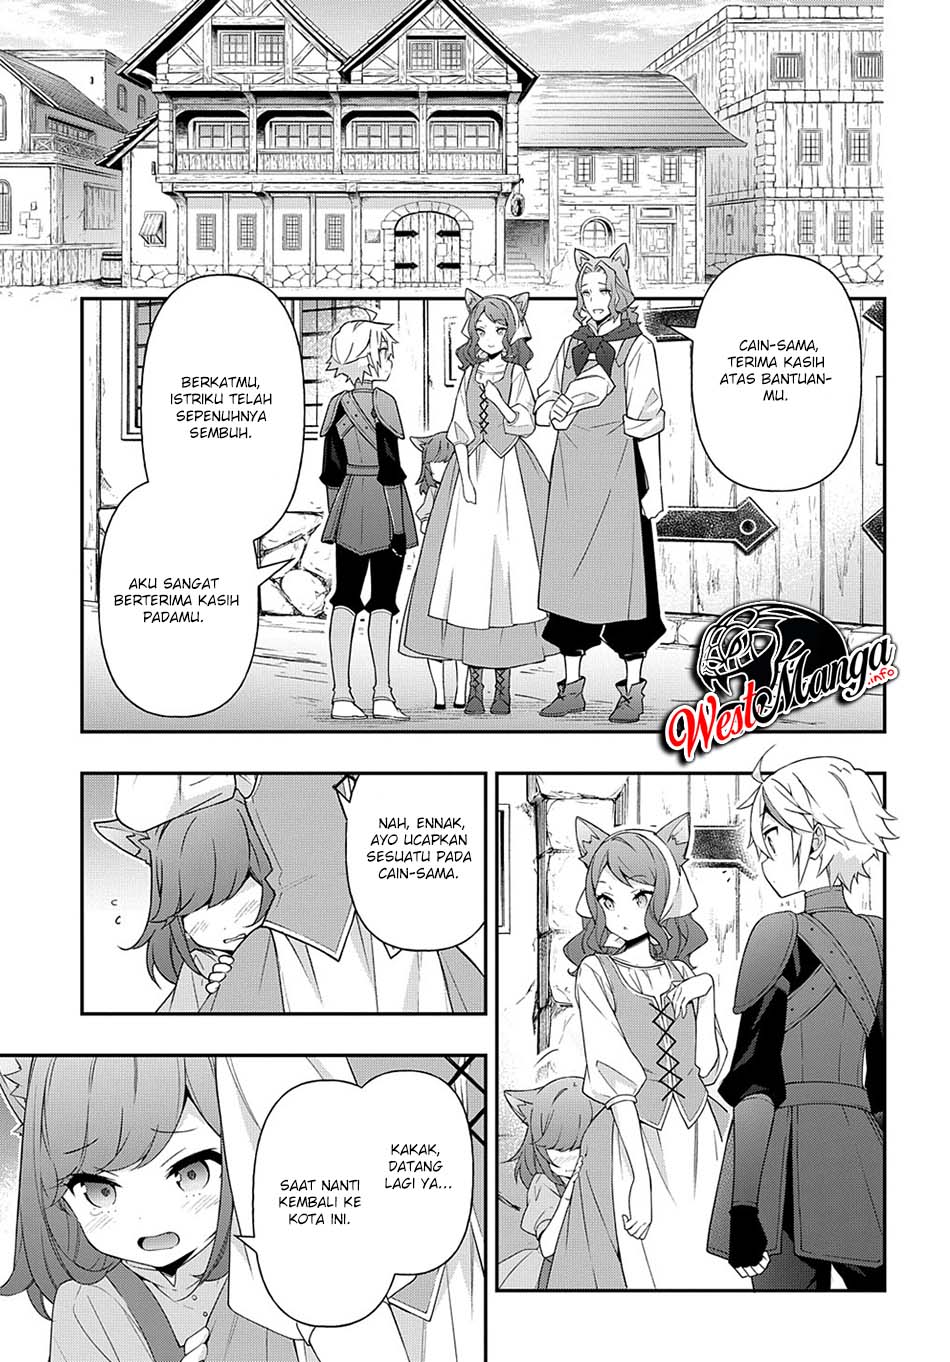 CAIN-SAMA,
TERIMA KASIH
ATAS BANTUAN-
MU.
BERKATMU,
ISTRIKU TELAH
SEPENUHNYA
SEMBUH.
AKU SANGAT
BERTERIMA KASIH
PADAMU.
WestManga
.info
NAH, ENNAK,
AYO UCAPKAN
SESUATU PADA
CAIN-SAMA.
KAKAK,
DATANG
LAGI YA...
SAAT NANTI
KEMBALI KE
KOTA INI.